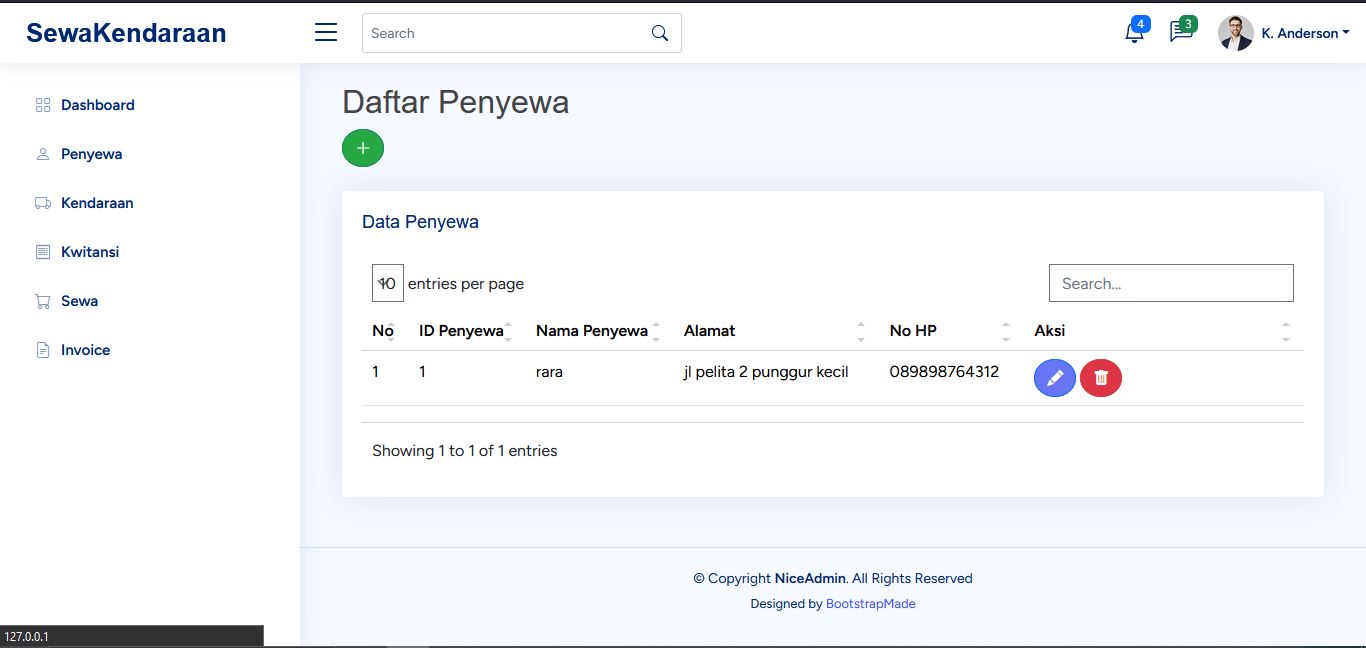 SewaKendaraan
Search
4
3
K. Anderson
Dashboard
Penyewa
Kendaraan
Kwitansi
Sewa
Invoice
Daftar Penyewa
+
Data Penyewa
10 entries per page
Search...
No ID Penyewa Nama Penyewa Alamat No HP Aksi
1 1 rara jl pelita 2 punggur kecil 089898764312
Showing 1 to 1 of 1 entries
© Copyright NiceAdmin. All Rights Reserved
Designed by BootstrapMade
127.0.0.1